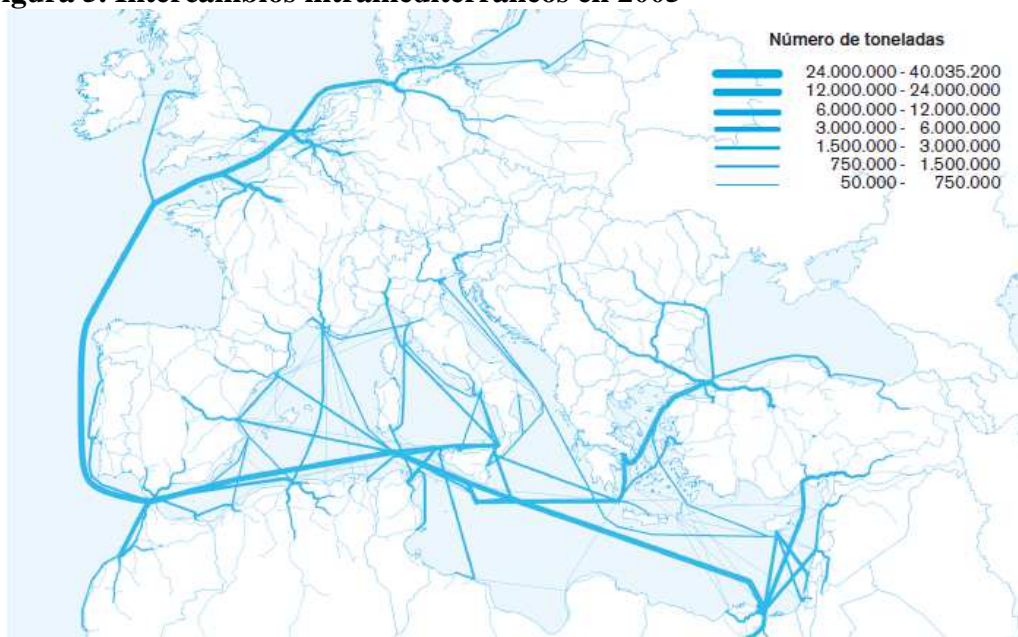 igura 3. Intercambios intramediterráneos en 2005
Número de toneladas
24.000.000 - 40.035.200
12.000.000 - 24.000.000
6.000.000 - 12.000.000
3.000.000 - 6.000.000
1.500.000 - 3.000.000
750.000 - 1.500.000
50.000 - 750.000